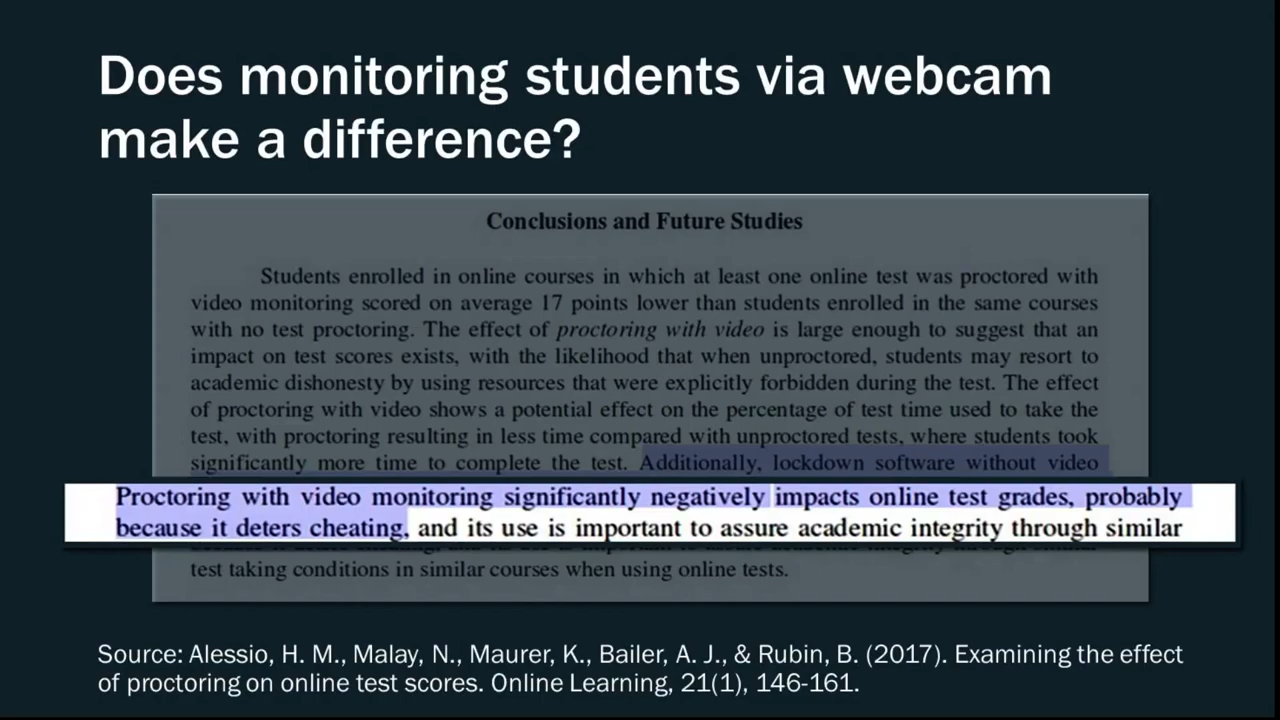 Does monitoring students via webcam
make a difference?
Conclusions and Future Studies
Students enrolled in online courses in which at least one online test was proctored with
video monitoring scored on average 17 points lower than students enrolled in the same courses
with no test proctoring. The effect of proctoring with video is large enough to suggest that an
impact on test scores exists, with the likelihood that when unproctored, students may resort to
academic dishonesty by using resources that were explicitly forbidden during the test. The effect
of proctoring with video shows a potential effect on the percentage of test time used to take the
test, with proctoring resulting in less time compared with unproctored tests, where students took
significantly more time to complete the test. Additionally, lockdown software without video
Proctoring with video monitoring significantly negatively impacts online test grades, probably
because it deters cheating, and its use is important to assure academic integrity through similar
test taking conditions in similar courses when using online tests.
Source: Alessio, H. M., Malay, N., Maurer, K., Bailer, A. J., & Rubin, B. (2017). Examining the effect
of proctoring on online test scores. Online Learning, 21(1), 146-161.